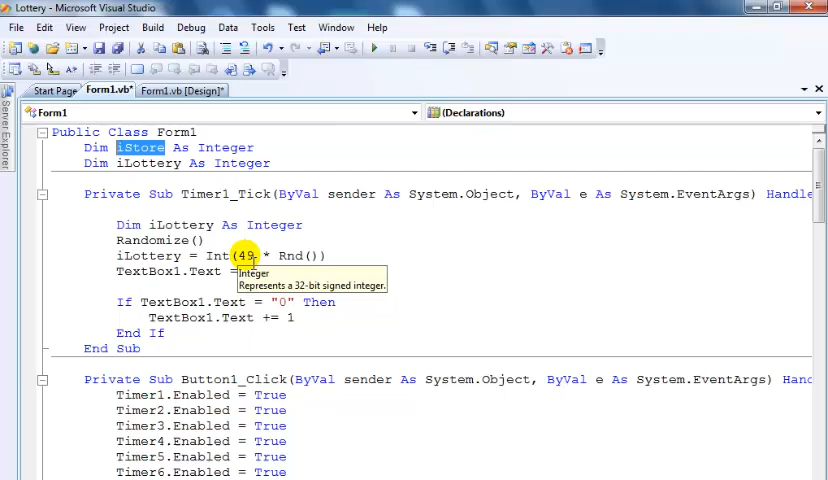 Lottery - Microsoft Visual Studio
File Edit View Project Build Debug Data Tools Test Window Help
Start Page Form1.vb* Form1.vb [Design]*
Server Explorer
Form1 (Declarations)
Public Class Form1
Dim iStore As Integer
Dim iLottery As Integer
Private Sub Timer1_Tick(ByVal sender As System.Object, ByVal e As System.EventArgs) Handle
Dim iLottery As Integer
Randomize()
iLottery = Int(49 * Rnd())
TextBox1.Text =
Integer
Represents a 32-bit signed integer.
If TextBox1.Text = "0" Then
TextBox1.Text += 1
End If
End Sub
Private Sub Button1_Click(ByVal sender As System.Object, ByVal e As System.EventArgs) Hand
Timer1.Enabled = True
Timer2.Enabled = True
Timer3.Enabled = True
Timer4.Enabled = True
Timer5.Enabled = True
Timer6.Enabled = True